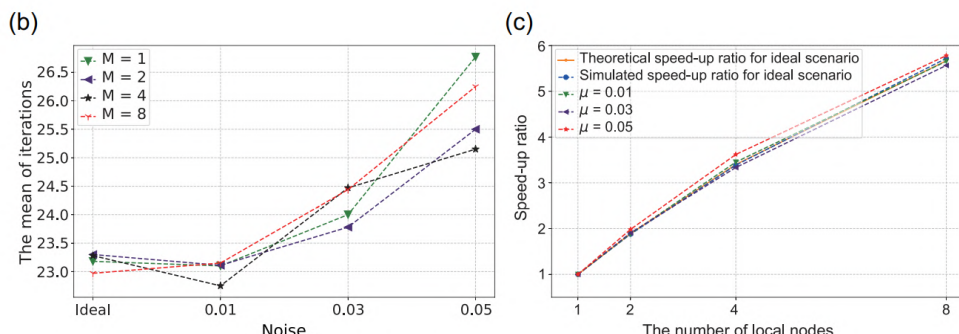 (b)
The mean of iterations
26.5
26.0
25.5
25.0
24.5
24.0
23.5
23.0
M = 1
M = 2
M = 4
M = 8
Ideal 0.01 0.03 0.05
Noise
(c)
Speed-up ratio
6
5
4
3
2
1
Theoretical speed-up ratio for ideal scenario
Simulated speed-up ratio for ideal scenario
μ = 0.01
μ = 0.03
μ = 0.05
1 2 4 8
The number of local nodes